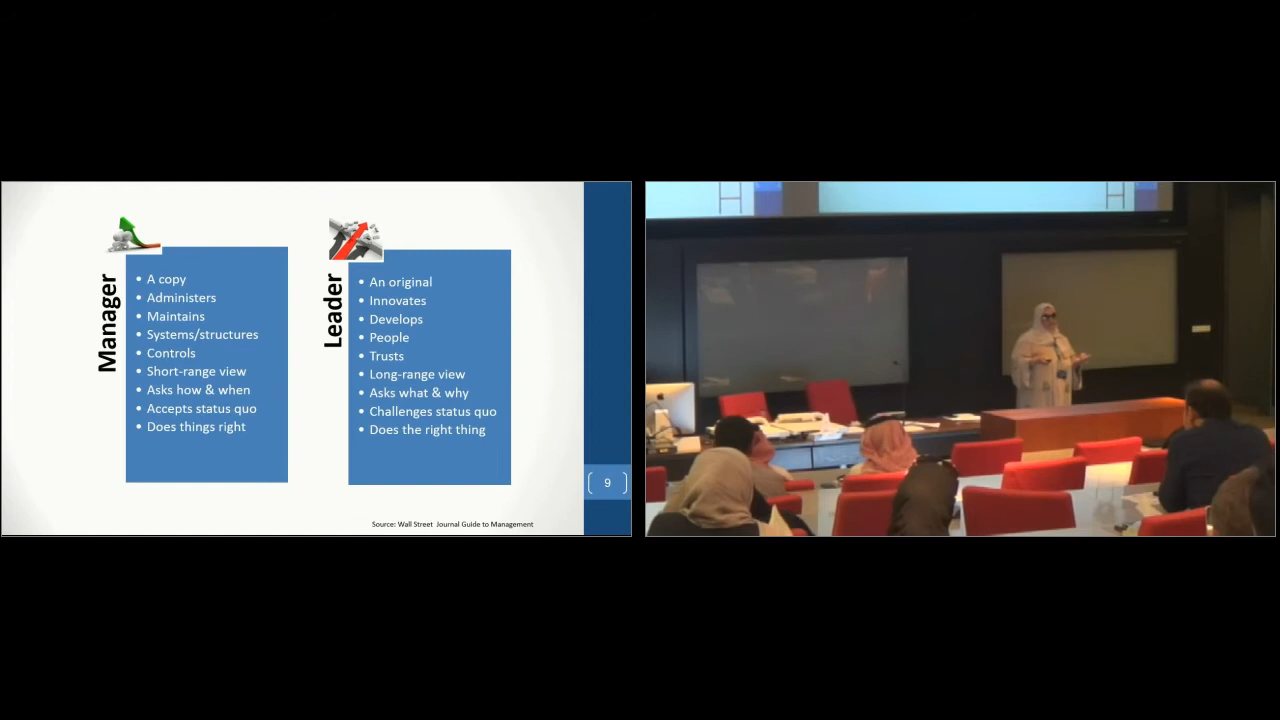 Manager
• A copy
• Administers
• Maintains
• Systems/structures
• Controls
• Short-range view
• Asks how & when
• Accepts status quo
• Does things right
Leader
• An original
• Innovates
• Develops
• People
• Trusts
• Long-range view
• Asks what & why
• Challenges status quo
• Does the right thing
9
Source: Wall Street Journal Guide to Management